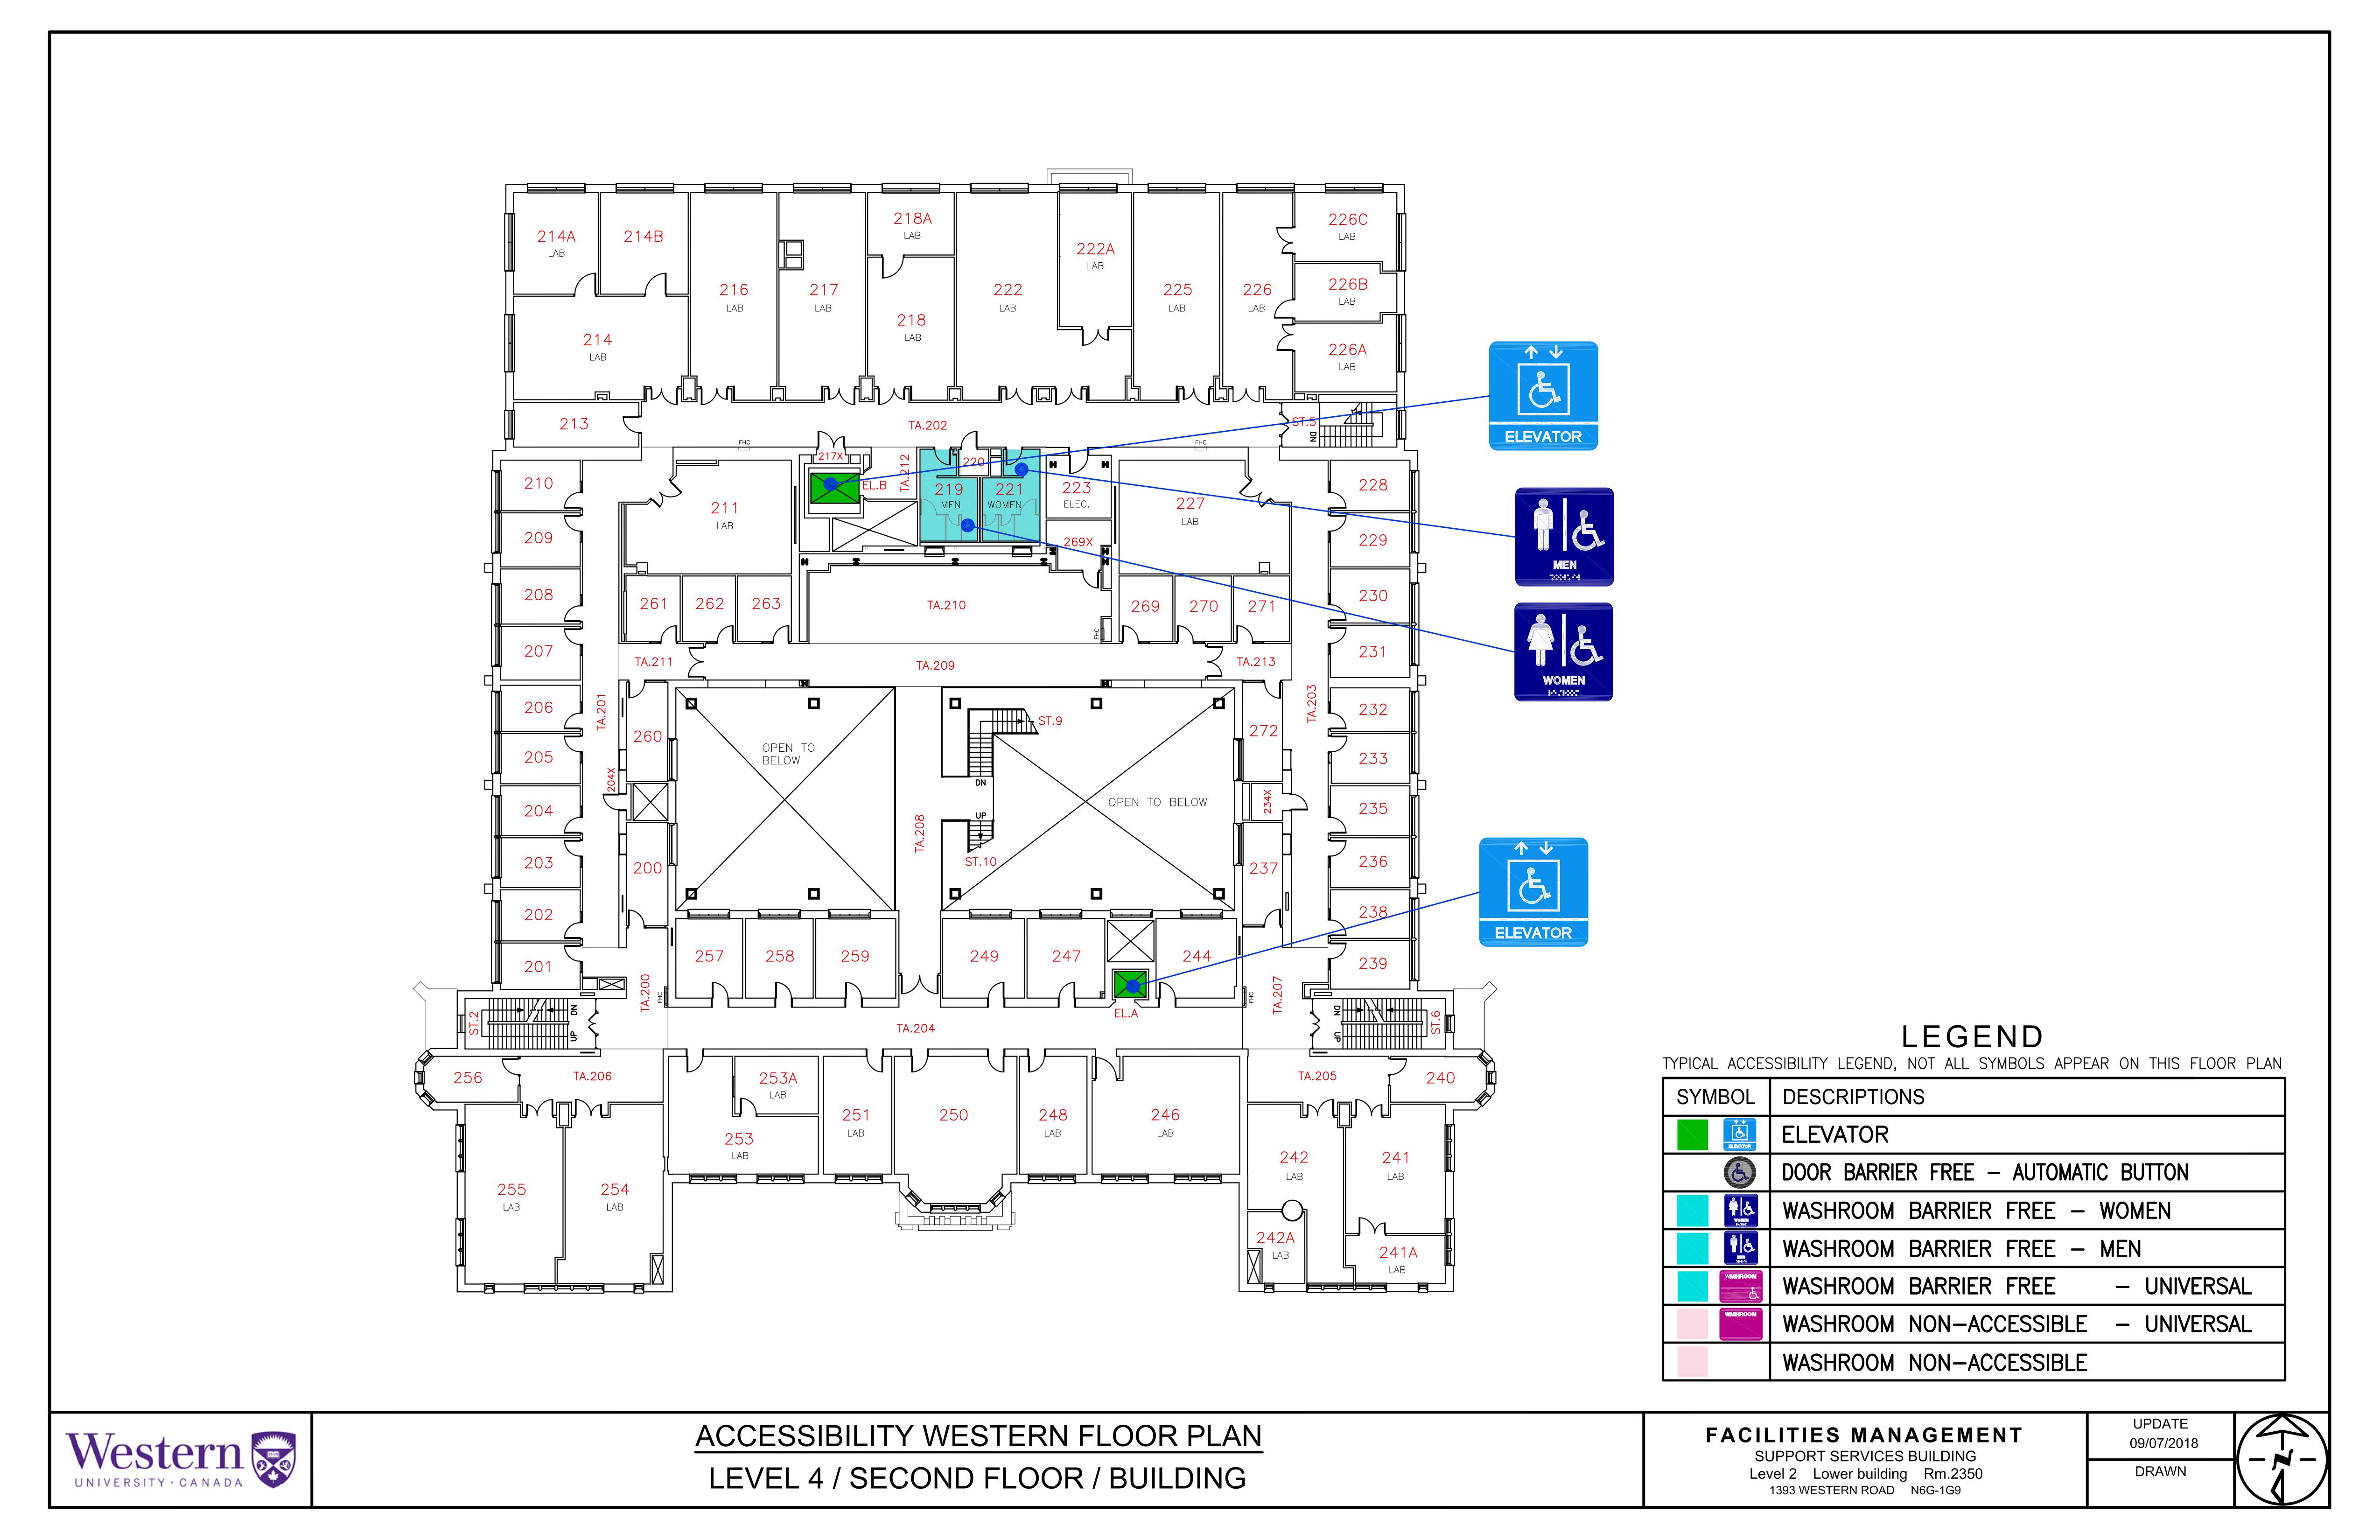 214A
LAB
214B
216
LAB
217
LAB
218A
LAB
218
LAB
222
LAB
222A
LAB
225
LAB
226
LAB
226C
LAB
226B
LAB
226A
LAB
214
LAB
213
TA.202
ST.5
DN
FHC
FHC
217X
EL.B
TA.212
220
219
MEN
221
WOMEN
223
ELEC.
269X
210
209
208
207
206
205
204
203
202
201
211
LAB
227
LAB
228
229
230
231
232
233
235
236
238
239
261
262
263
TA.210
FHC
269
270
271
TA.211
TA.209
TA.213
TA.201
TA.203
260
204X
200
OPEN TO
BELOW
TA.208
ST.9
DN
UP
ST.10
OPEN TO BELOW
272
234X
237
257
258
259
249
247
244
EL.A
TA.200
FHC
FHC
TA.207
ST.2
DN
UP
TA.204
DN
UP
ST.6
256
TA.206
253A
LAB
253
LAB
251
LAB
250
248
LAB
246
LAB
TA.205
240
255
LAB
254
LAB
242
LAB
241
LAB
242A
LAB
241A
LAB
ELEVATOR
MEN
WOMEN
ELEVATOR
LEGEND
TYPICAL ACCESSIBILITY LEGEND, NOT ALL SYMBOLS APPEAR ON THIS FLOOR PLAN
SYMBOL DESCRIPTIONS
ELEVATOR ELEVATOR
DOOR BARRIER FREE - AUTOMATIC BUTTON
WOMEN WASHROOM BARRIER FREE - WOMEN
MEN WASHROOM BARRIER FREE - MEN
WASHROOM WASHROOM BARRIER FREE - UNIVERSAL
WASHROOM WASHROOM NON-ACCESSIBLE - UNIVERSAL
WASHROOM NON-ACCESSIBLE
Western
UNIVERSITY · CANADA
ACCESSIBILITY WESTERN FLOOR PLAN
LEVEL 4 / SECOND FLOOR / BUILDING
FACILITIES MANAGEMENT
SUPPORT SERVICES BUILDING
Level 2 Lower building Rm.2350
1393 WESTERN ROAD N6G-1G9
UPDATE
09/07/2018
DRAWN
N